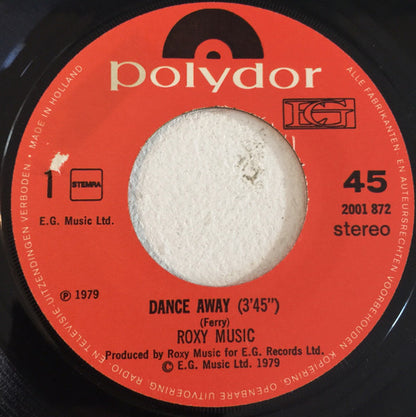 polydor
EG
1
STEMRA
E.G. Music Ltd.
45
2001 872
stereo
℗ 1979
DANCE AWAY (3'45")
(Ferry)
ROXY MUSIC
Produced by Roxy Music for E.G. Records Ltd.
© E.G. Music Ltd. 1979
ALLE FABRIKANTEN- EN AUTEURSRECHTEN VOORBEHOUDEN KOPIËRING OPENBARE UITVOERING RADIO- EN TELEVISIE-UITZENDINGEN VERBODEN · MADE IN HOLLAND